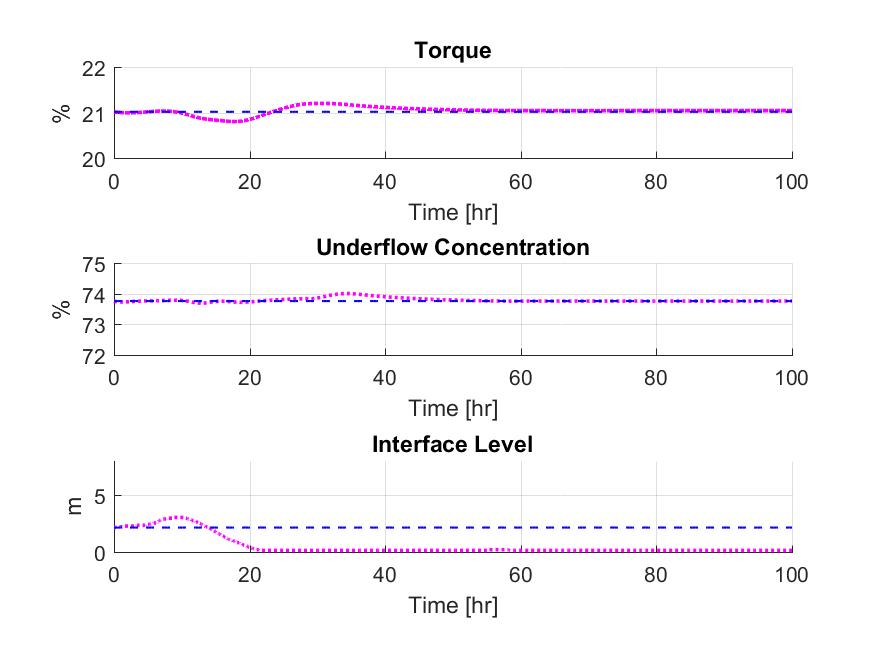 Torque
22
21
20
%
0 20 40 60 80 100
Time [hr]
Underflow Concentration
75
74
73
72
%
0 20 40 60 80 100
Time [hr]
Interface Level
5
0
m
0 20 40 60 80 100
Time [hr]